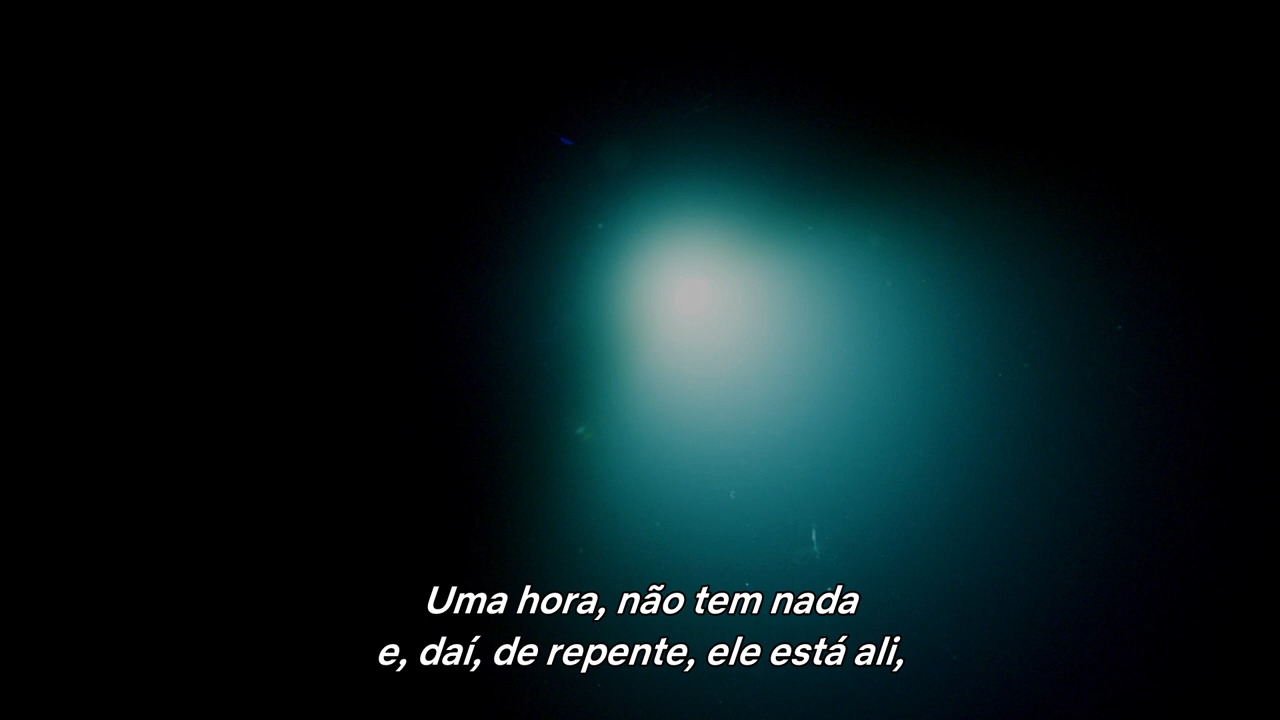 Uma hora, não tem nada
e, daí, de repente, ele está ali,